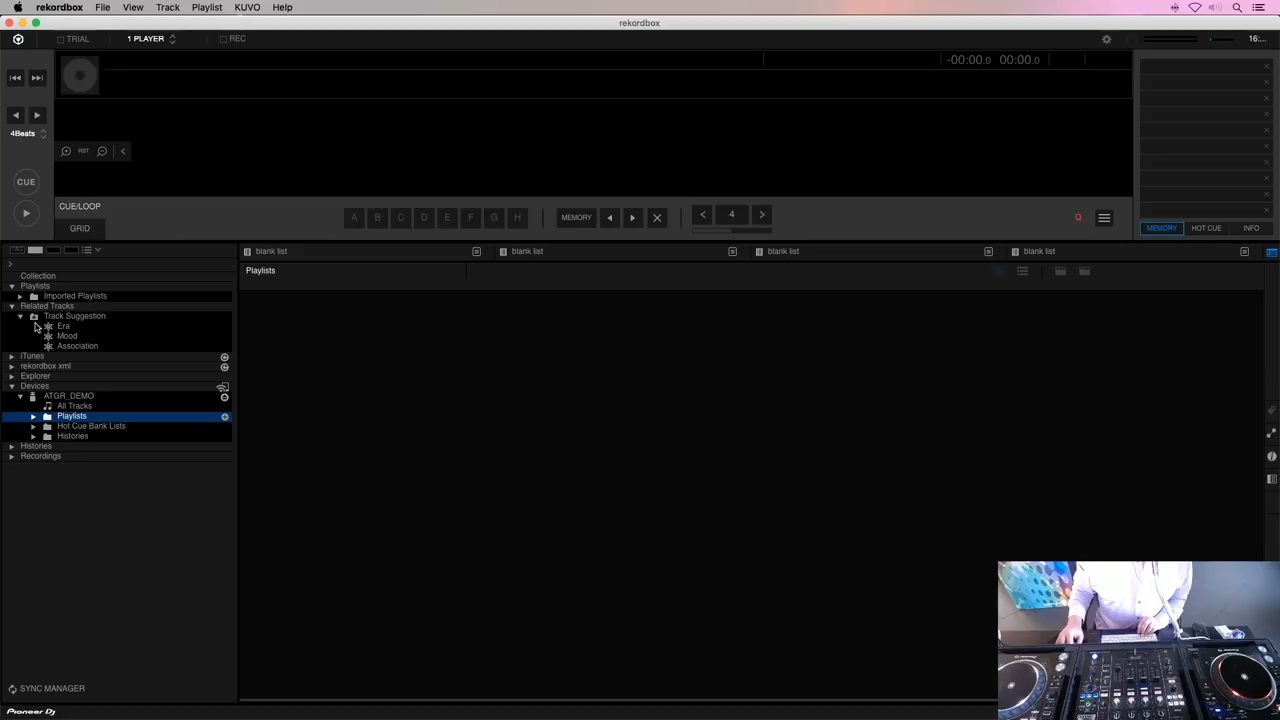 rekordbox File View Track Playlist KUVO Help
rekordbox
TRIAL 1 PLAYER REC 16:...
-00:00.0 00:00.0
4Beats
RST
CUE
CUE/LOOP
GRID
A B C D E F G H MEMORY 4 Q
MEMORY HOT CUE INFO
blank list blank list blank list blank list
Playlists
Collection
Playlists
Imported Playlists
Related Tracks
Track Suggestion
Era
Mood
Association
iTunes
rekordbox xml
Explorer
Devices
ATGR_DEMO
All Tracks
Playlists
Hot Cue Bank Lists
Histories
Histories
Recordings
SYNC MANAGER
Pioneer Dj